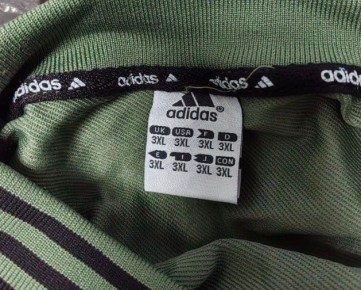 adidas adidas adidas adidas
adidas®
UK USA F D
3XL 3XL 3XL 3XL
E I J CON
3XL 3XL 3XL 3XL